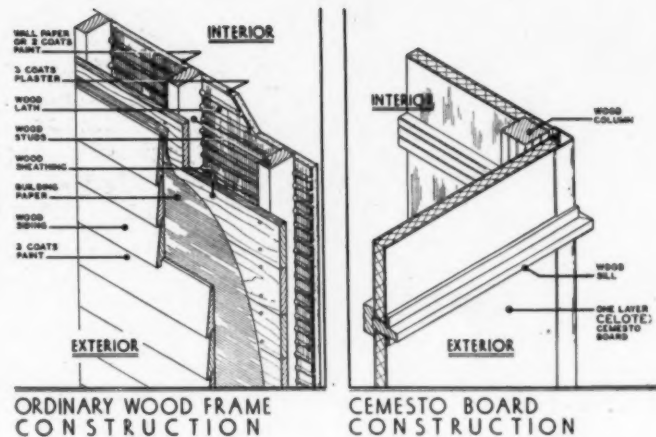 INTERIOR
WALL PAPER
OR 2 COATS
PAINT
3 COATS
PLASTER
WOOD
LATH
WOOD
STUDS
WOOD
SHEATHING
BUILDING
PAPER
WOOD
SIDING
3 COATS
PAINT
EXTERIOR
ORDINARY WOOD FRAME
CONSTRUCTION
INTERIOR
WOOD
COLUMN
WOOD
SILL
ONE LAYER
(CELOTEX)
CEMESTO
BOARD
EXTERIOR
CEMESTO BOARD
CONSTRUCTION